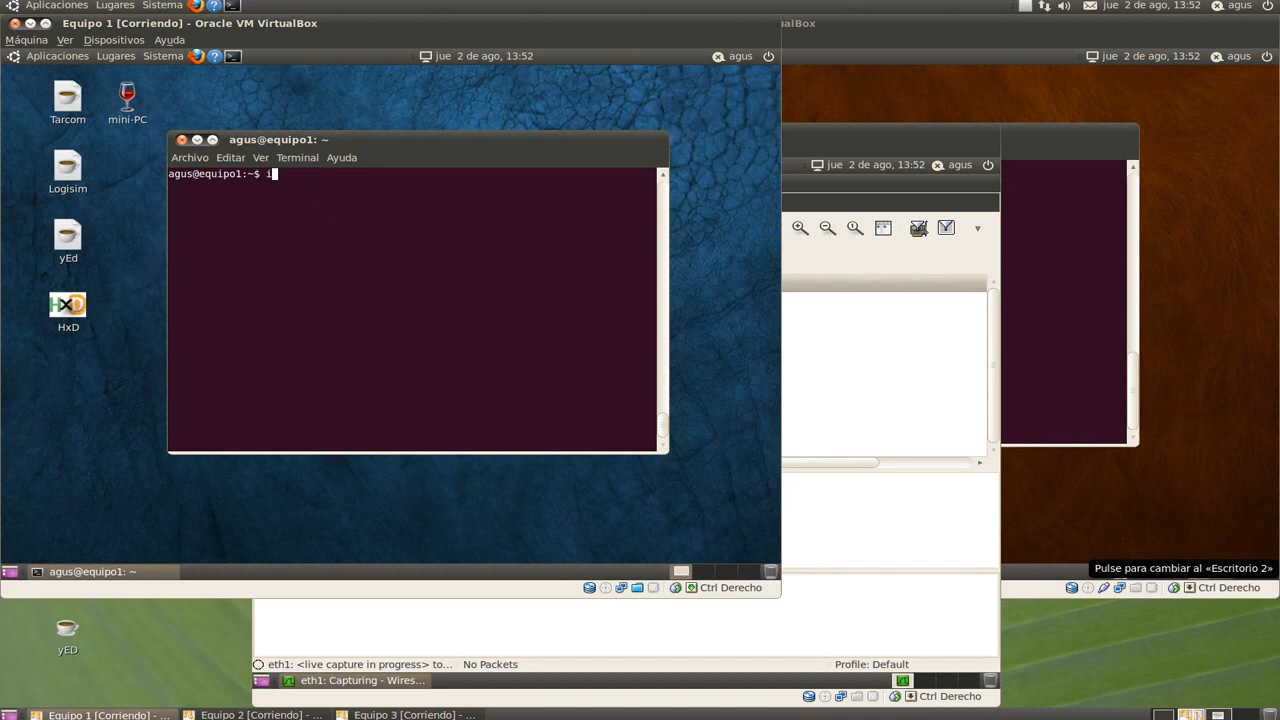 Aplicaciones Lugares Sistema jue 2 de ago, 13:52 agus
Equipo 1 [Corriendo] - Oracle VM VirtualBox
Máquina Ver Dispositivos Ayuda
Aplicaciones Lugares Sistema jue 2 de ago, 13:52 agus
jue 2 de ago, 13:52 agus
Tarcom
mini-PC
Logisim
yEd
HxD
HxD
agus@equipo1: ~
Archivo Editar Ver Terminal Ayuda
agus@equipo1:~$ i
jue 2 de ago, 13:52 agus
agus@equipo1: ~
Ctrl Derecho
Pulse para cambiar al «Escritorio 2»
Ctrl Derecho
yED
eth1: <live capture in progress> to... No Packets Profile: Default
eth1: Capturing - Wires...
Ctrl Derecho
Equipo 1 [Corriendo] - ... Equipo 2 [Corriendo] - ... Equipo 3 [Corriendo] - ...